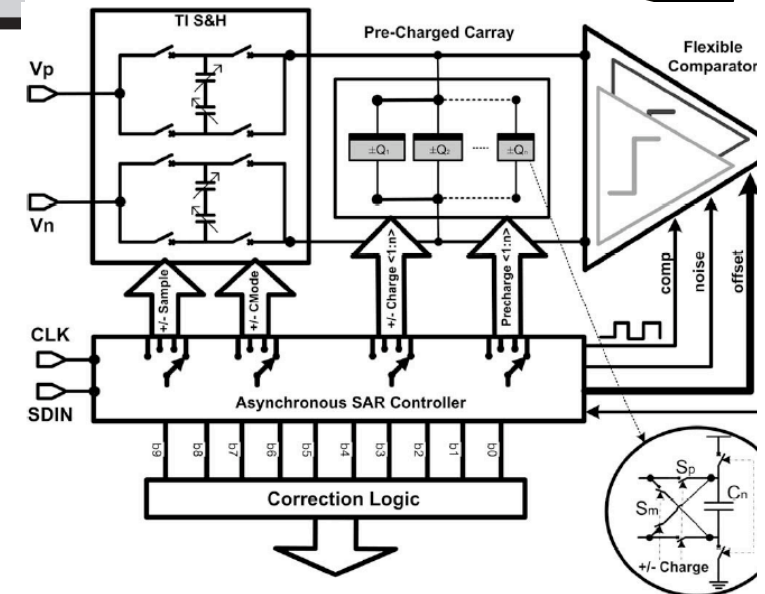 TI S&H
Pre-Charged Carray
Flexible
Comparator
Vp
Vn
±Q₁
±Q₂
±Qn
+/- Sample
+/- CMode
+/- Charge <1:n>
Precharge <1:n>
comp
noise
offset
CLK
SDIN
Asynchronous SAR Controller
b9
b8
b7
b6
b5
b4
b3
b2
b1
b0
Correction Logic
Sp
Sm
Cn
+/- Charge